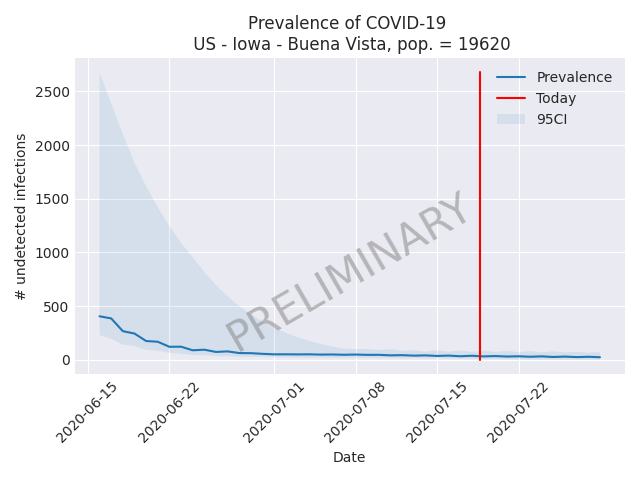 Prevalence of COVID-19
US - Iowa - Buena Vista, pop. = 19620
Prevalence
Today
95CI
# undetected infections
2500
2000
1500
1000
500
0
PRELIMINARY
2020-06-15
2020-06-22
2020-07-01
2020-07-08
2020-07-15
2020-07-22
Date